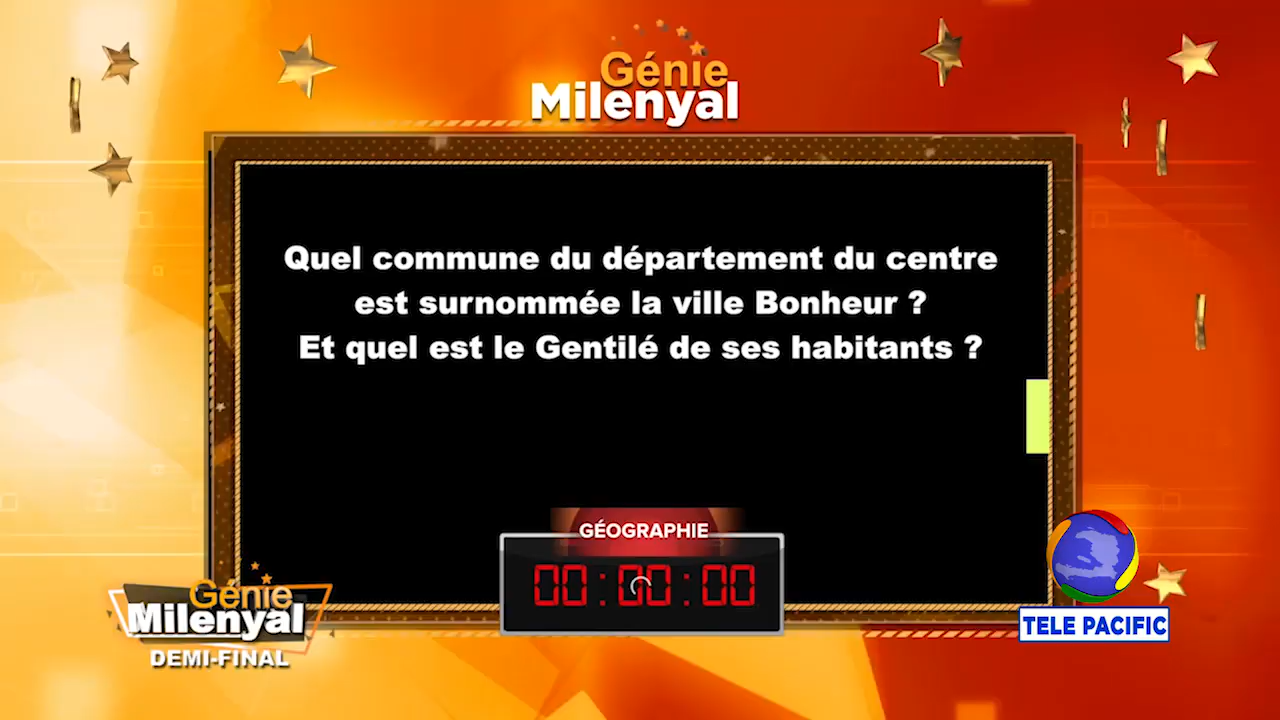 Génie
Milenyal
Quel commune du département du centre
est surnommée la ville Bonheur ?
Et quel est le Gentilé de ses habitants ?
GÉOGRAPHIE
00:00:00
Génie
Milenyal
DEMI-FINAL
TELE PACIFIC